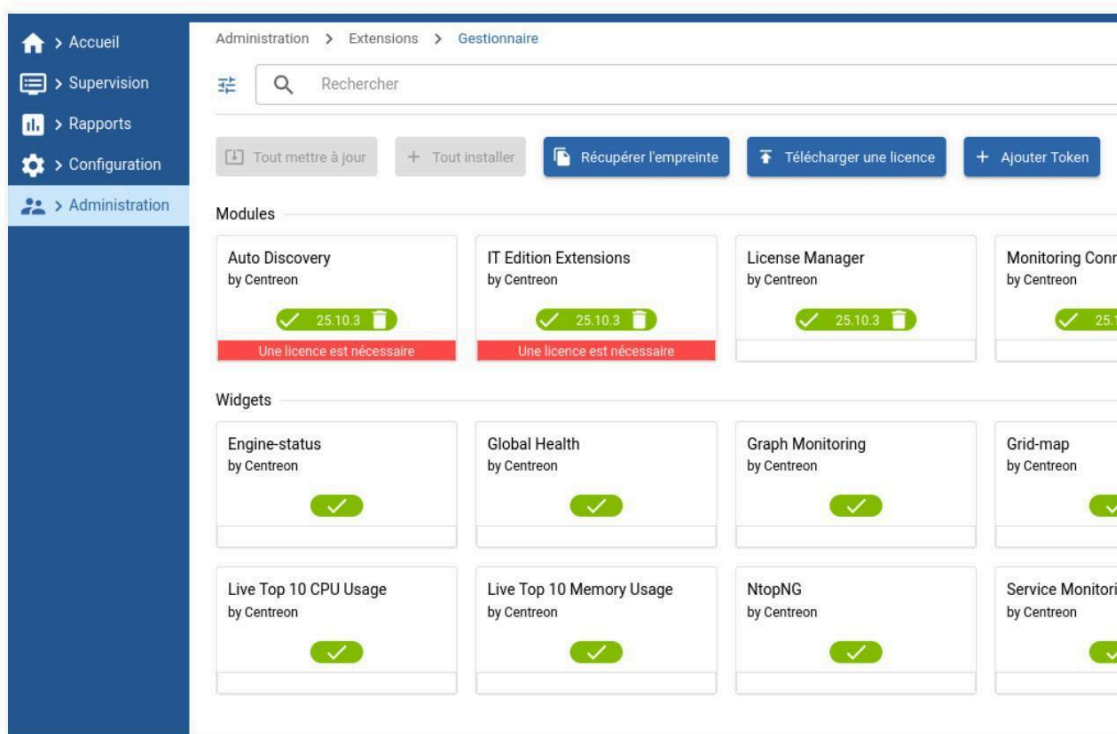 Accueil
Supervision
Rapports
Configuration
Administration
Administration > Extensions > Gestionnaire
Rechercher
Tout mettre à jour
+ Tout installer
Récupérer l'empreinte
Télécharger une licence
+ Ajouter Token
Modules
Auto Discovery
by Centreon
25.10.3
Une licence est nécessaire
IT Edition Extensions
by Centreon
25.10.3
Une licence est nécessaire
License Manager
by Centreon
25.10.3
Monitoring
by Centreon
Widgets
Engine-status
by Centreon
Global Health
by Centreon
Graph Monitoring
by Centreon
Grid-map
by Centreon
Live Top 10 CPU Usage
by Centreon
Live Top 10 Memory Usage
by Centreon
NtopNG
by Centreon
Service
by Centreon